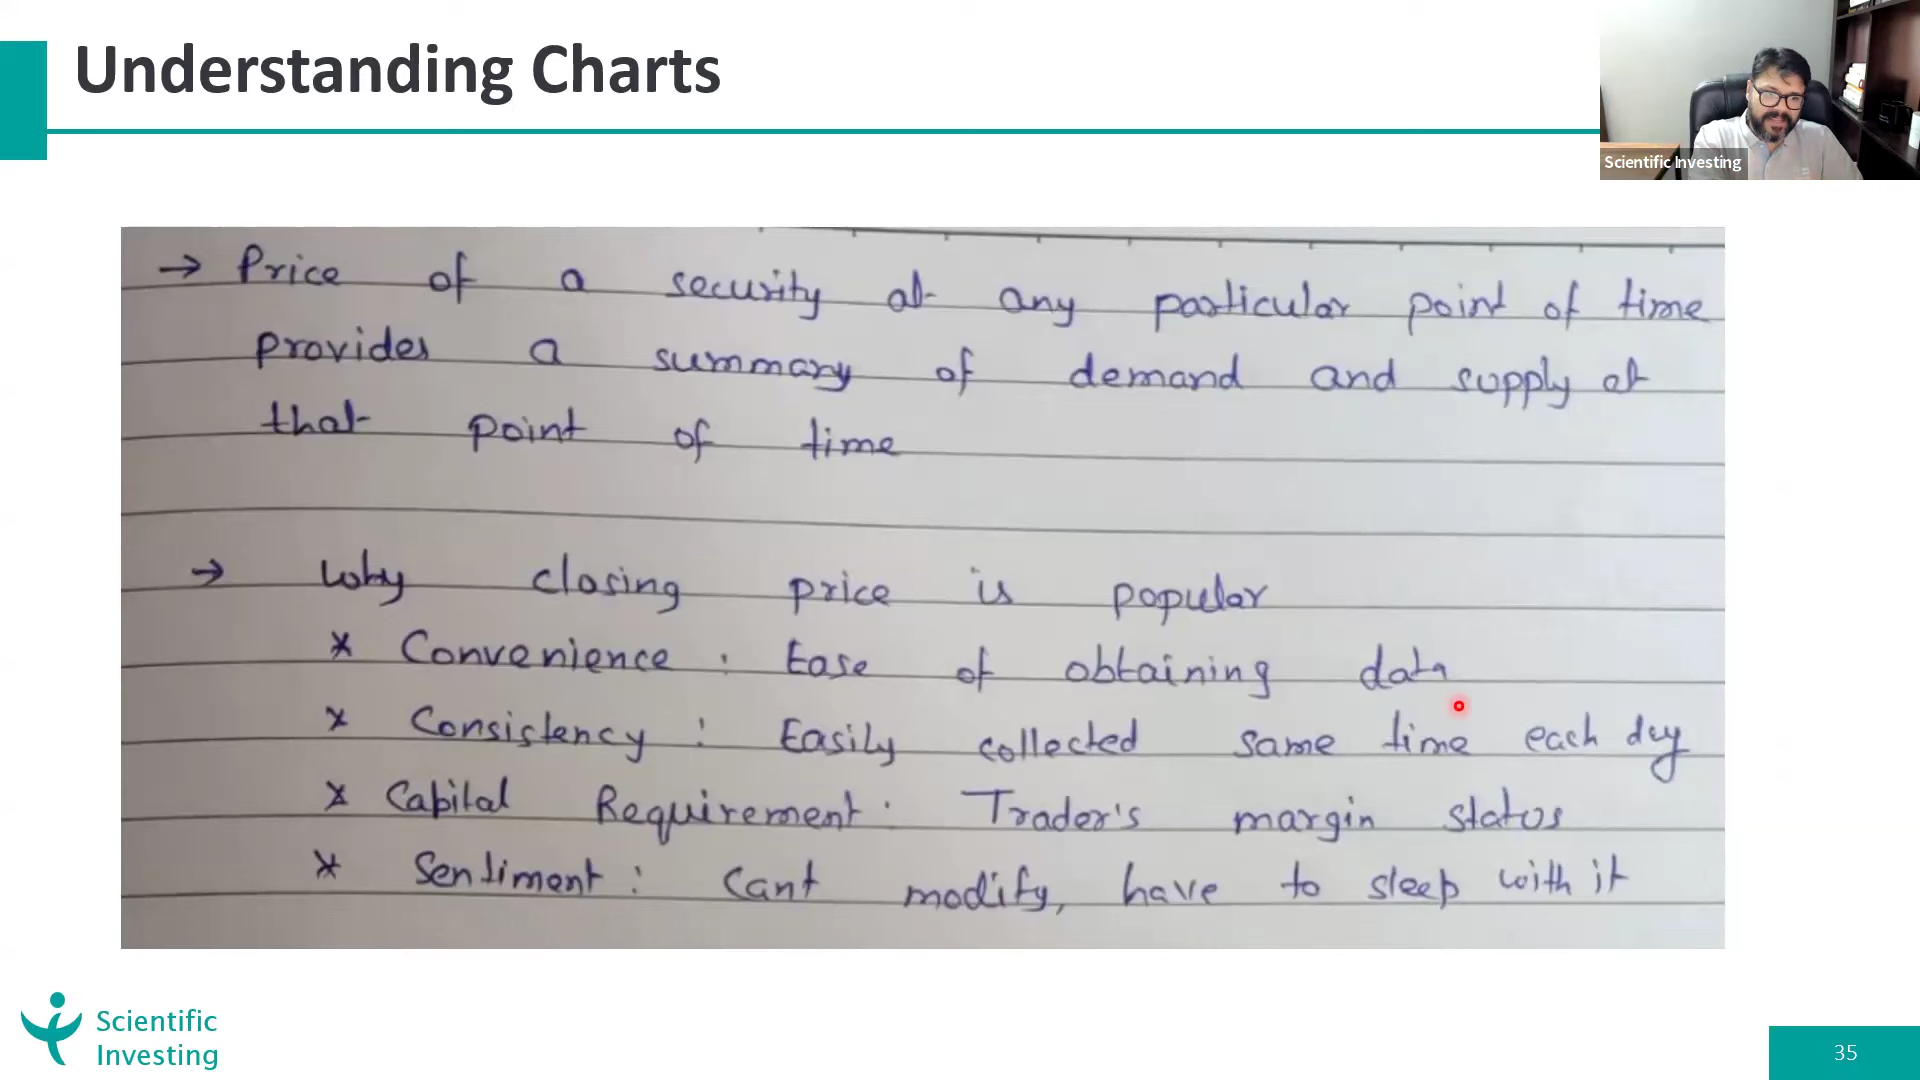 Understanding Charts
Scientific Investing
→ Price of a security at any particular point of time
provides a summary of demand and supply at
that point of time
→ Why closing price is popular
* Convenience : Ease of obtaining data
* Consistency : Easily collected same time each day
* Capital Requirement : Trader's margin status
* Sentiment : Cant modify, have to sleep with it
Scientific
Investing
35